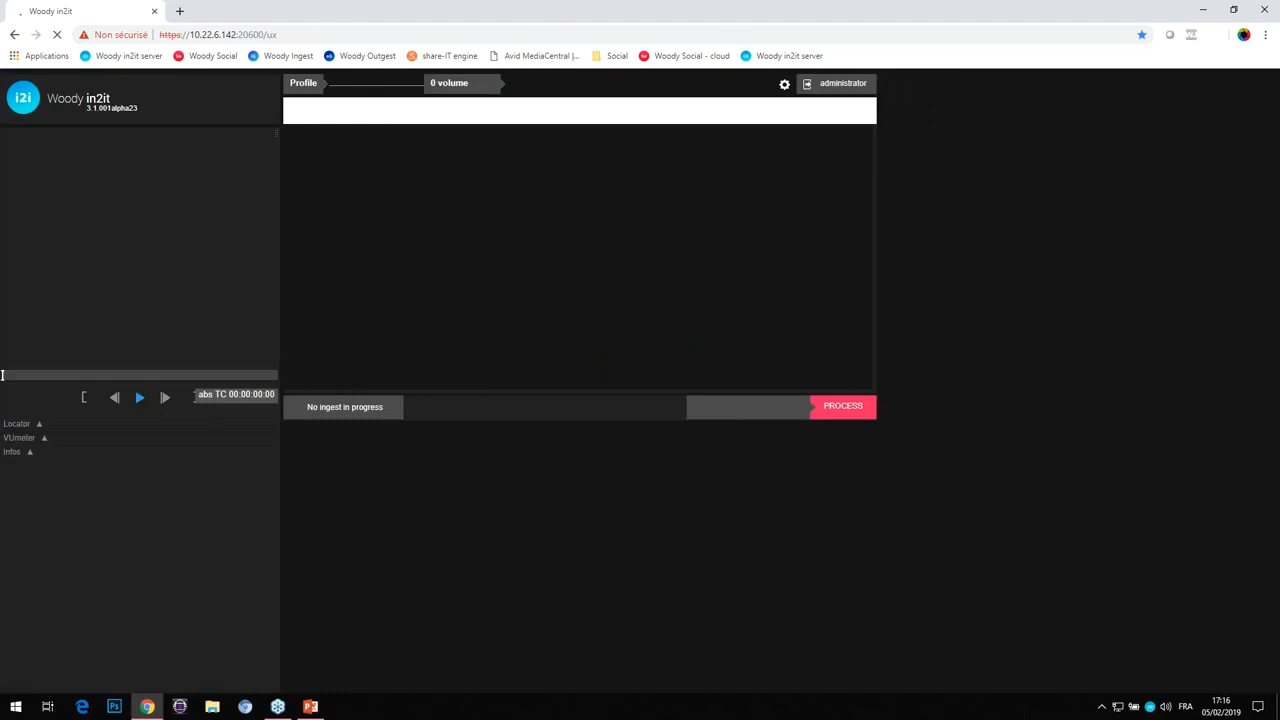 Woody in2it
Non sécurisé https://10.22.6.142:20600/ux
Applications Woody in2it server Woody Social Woody Ingest Woody Outgest share-IT engine Avid MediaCentral |... Social Woody Social - cloud Woody in2it server
i2i Woody in2it
3.1.001alpha23
Profile 0 volume administrator
abs TC 00:00:00:00
No ingest in progress PROCESS
Locator
VUmeter
Infos
17:16
FRA 05/02/2019